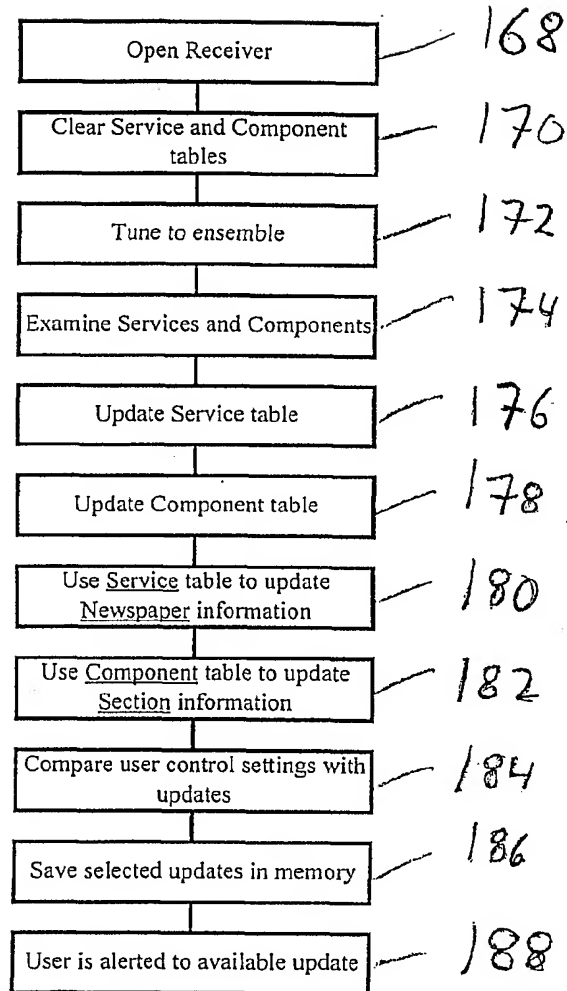 Open Receiver 168
Clear Service and Component 170
tables
Tune to ensemble 172
Examine Services and Components 174
Update Service table 176
Update Component table 178
Use Service table to update 180
Newspaper information
Use Component table to update 182
Section information
Compare user control settings with 184
updates
Save selected updates in memory 186
User is alerted to available update 188